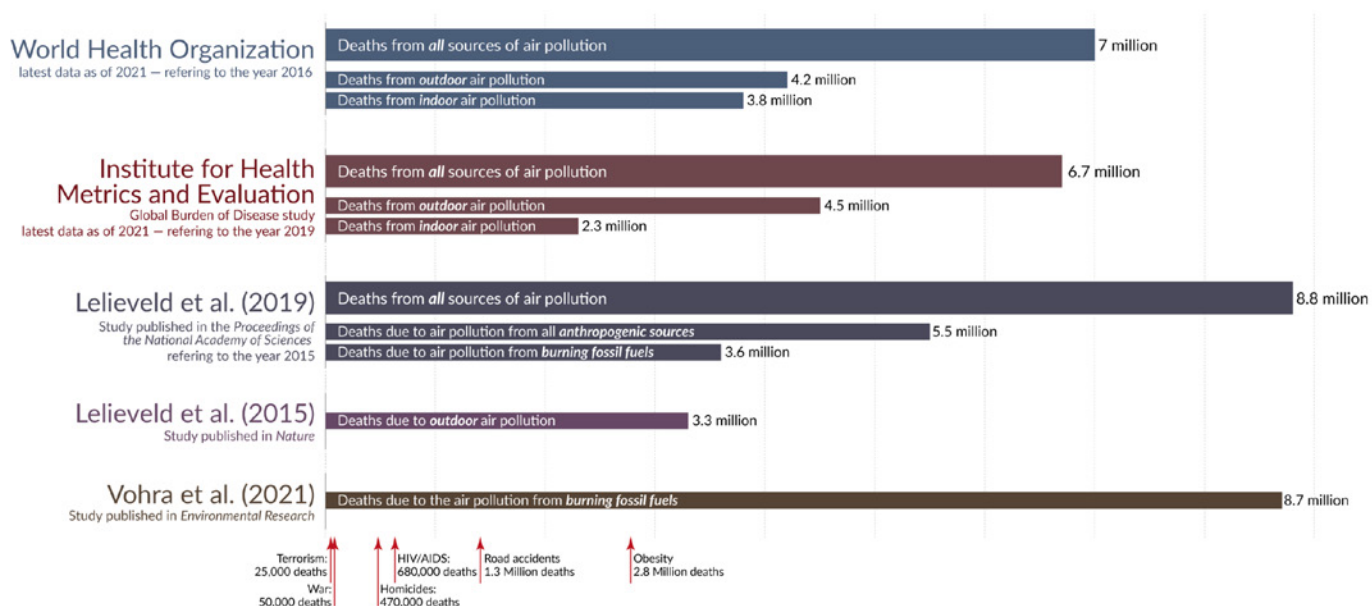 World Health Organization
latest data as of 2021 — refering to the year 2016
Deaths from all sources of air pollution
7 million
Deaths from outdoor air pollution
4.2 million
Deaths from indoor air pollution
3.8 million
Institute for Health
Metrics and Evaluation
Global Burden of Disease study
latest data as of 2021 — refering to the year 2019
Deaths from all sources of air pollution
6.7 million
Deaths from outdoor air pollution
4.5 million
Deaths from indoor air pollution
2.3 million
Lelieveld et al. (2019)
Study published in the Proceedings of
the National Academy of Sciences
refering to the year 2015
Deaths from all sources of air pollution
8.8 million
Deaths due to air pollution from all anthropogenic sources
5.5 million
Deaths due to air pollution from burning fossil fuels
3.6 million
Lelieveld et al. (2015)
Study published in Nature
Deaths due to outdoor air pollution
3.3 million
Vohra et al. (2021)
Study published in Environmental Research
Deaths due to the air pollution from burning fossil fuels
8.7 million
Terrorism:
25,000 deaths
War:
50,000 deaths
HIV/AIDS:
680,000 deaths
Homicides:
470,000 deaths
Road accidents
1.3 Million deaths
Obesity
2.8 Million deaths